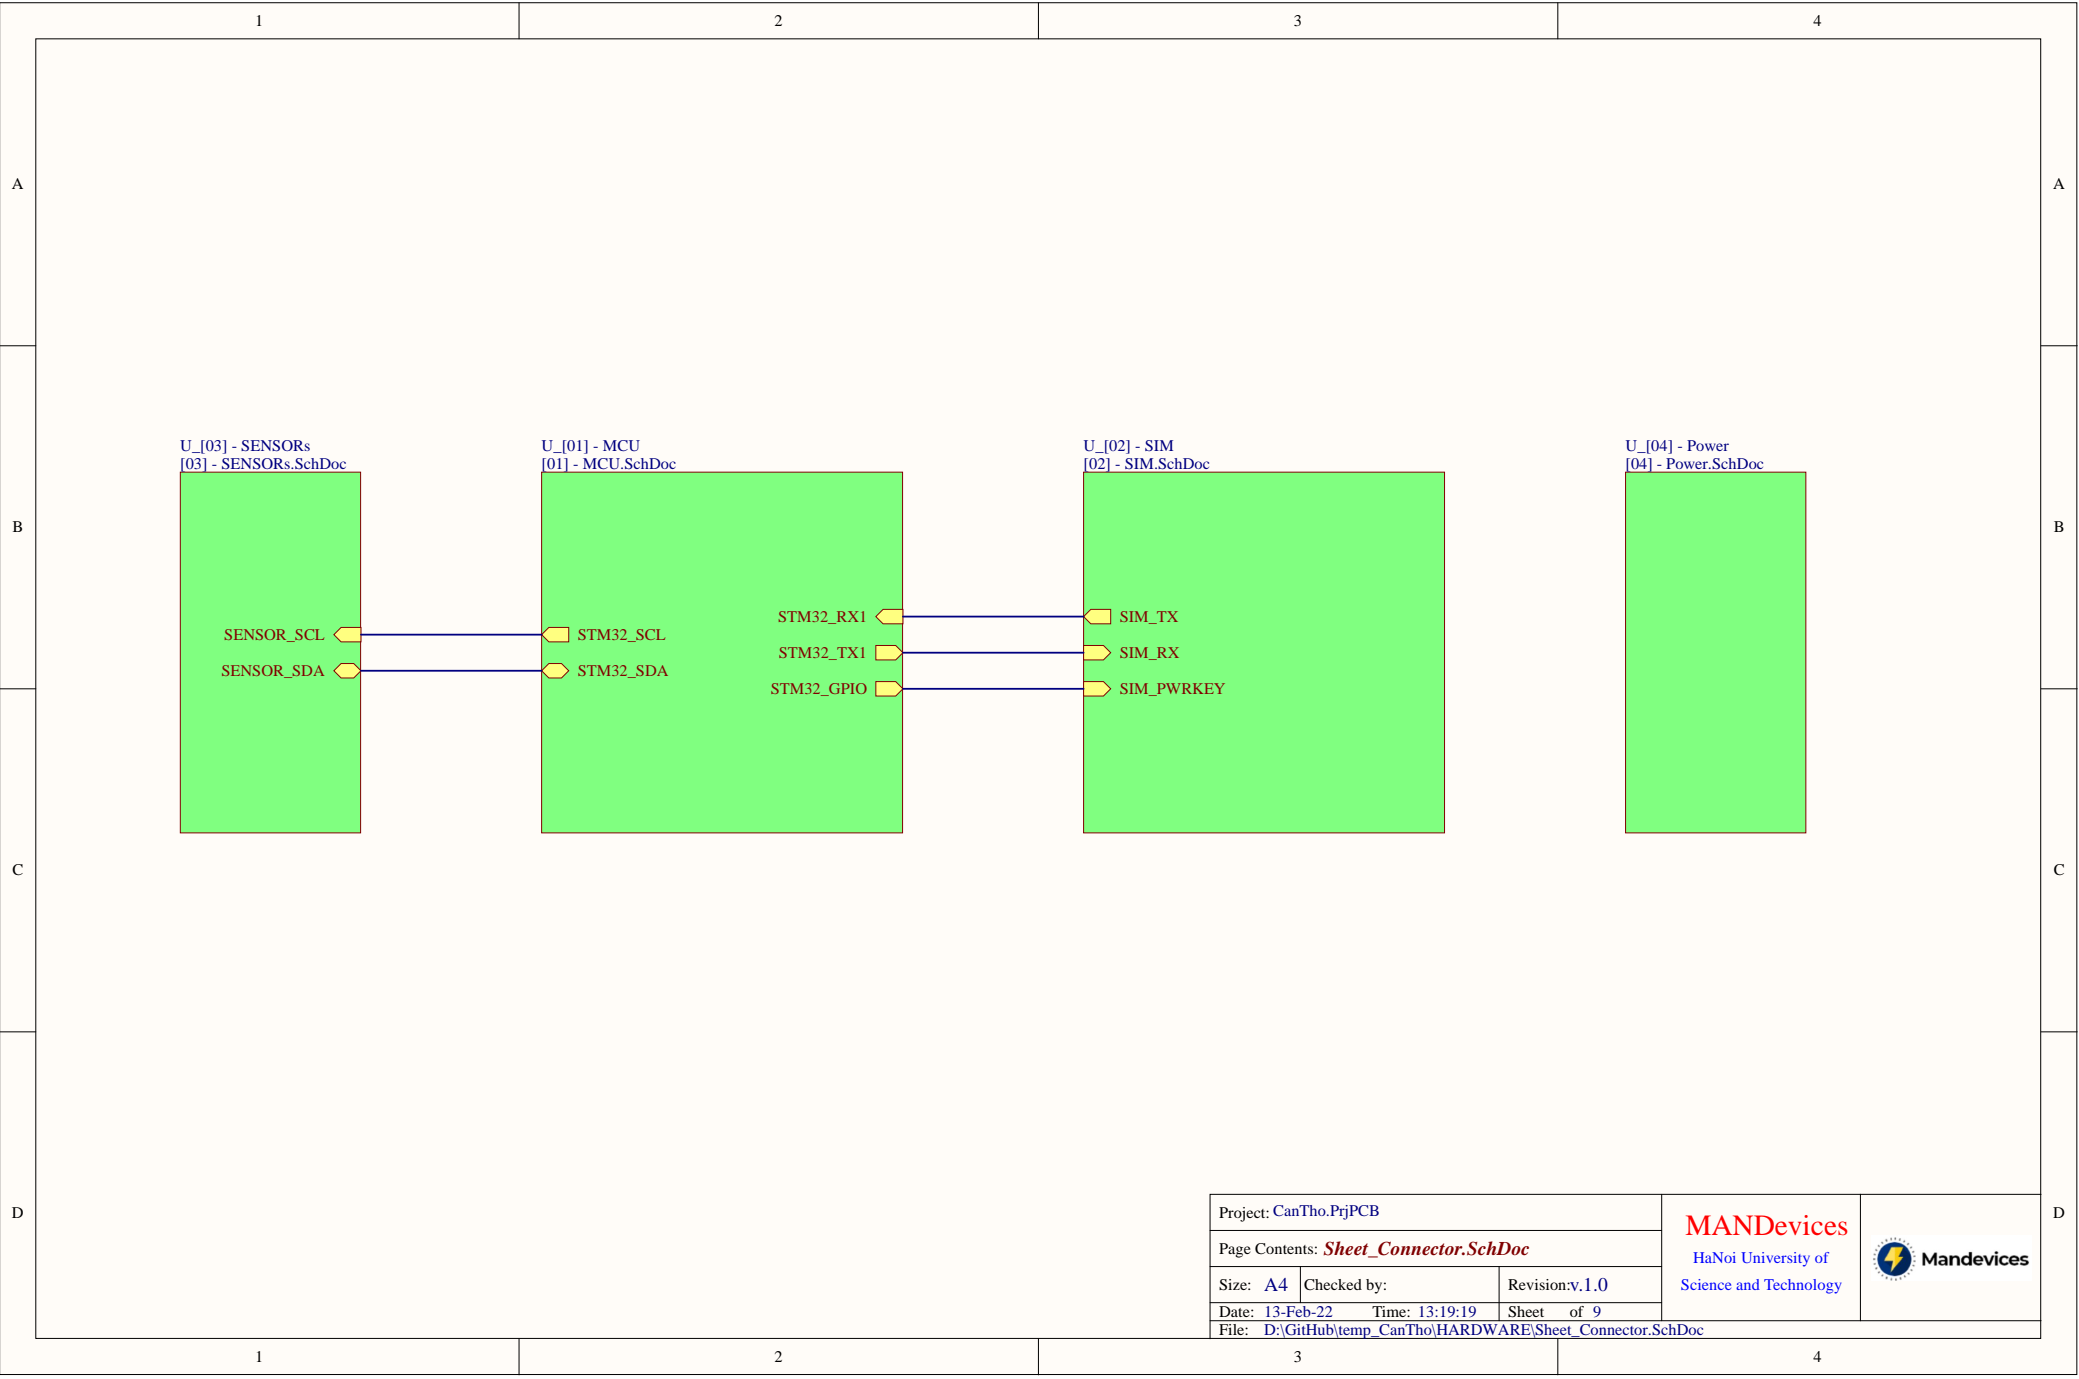 1 2 3 4
A A
U_[03] - SENSORs
[03] - SENSORs.SchDoc
U_[01] - MCU
[01] - MCU.SchDoc
U_[02] - SIM
[02] - SIM.SchDoc
U_[04] - Power
[04] - Power.SchDoc
B B
SENSOR_SCL
SENSOR_SDA
STM32_SCL
STM32_SDA
STM32_RX1
STM32_TX1
STM32_GPIO
SIM_TX
SIM_RX
SIM_PWRKEY
C C
D D
Project: CanTho.PrjPCB
Page Contents: Sheet_Connector.SchDoc
Size: A4 Checked by: Revision:v.1.0
Date: 13-Feb-22 Time: 13:19:19 Sheet of 9
File: D:\GitHub\temp_CanTho\HARDWARE\Sheet_Connector.SchDoc
MANDevices
HaNoi University of
Science and Technology
Mandevices
1 2 3 4